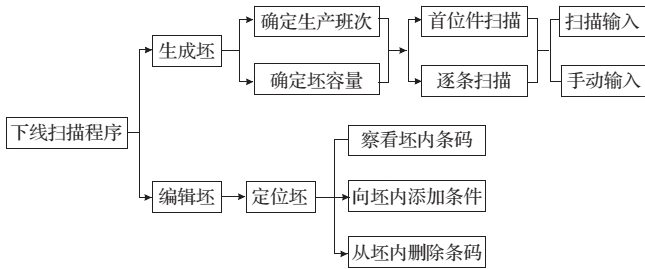 确定生产班次
首位件扫描
扫描输入
生成坯
确定坯容量
逐条扫描
手动输入
下线扫描程序
察看坯内条码
编辑坯
定位坯
向坯内添加条件
从坯内删除条码